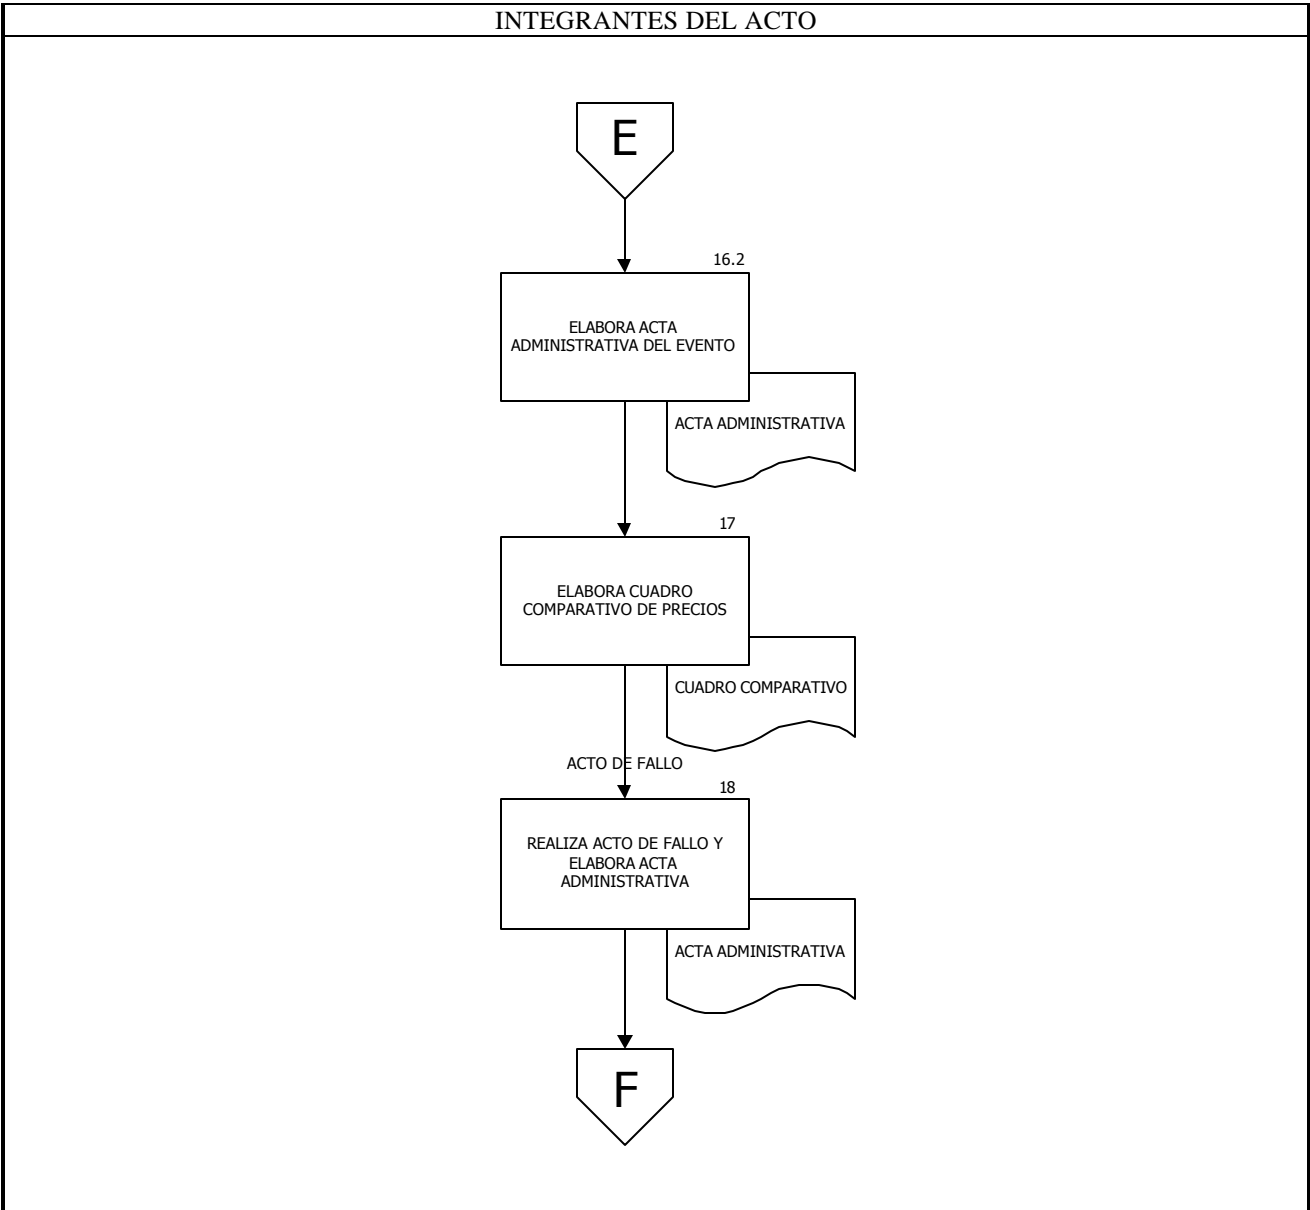 INTEGRANTES DEL ACTO
E
16.2
ELABORA ACTA
ADMINISTRATIVA DEL EVENTO
ACTA ADMINISTRATIVA
17
ELABORA CUADRO
COMPARATIVO DE PRECIOS
CUADRO COMPARATIVO
ACTO DE FALLO
18
REALIZA ACTO DE FALLO Y
ELABORA ACTA
ADMINISTRATIVA
ACTA ADMINISTRATIVA
F